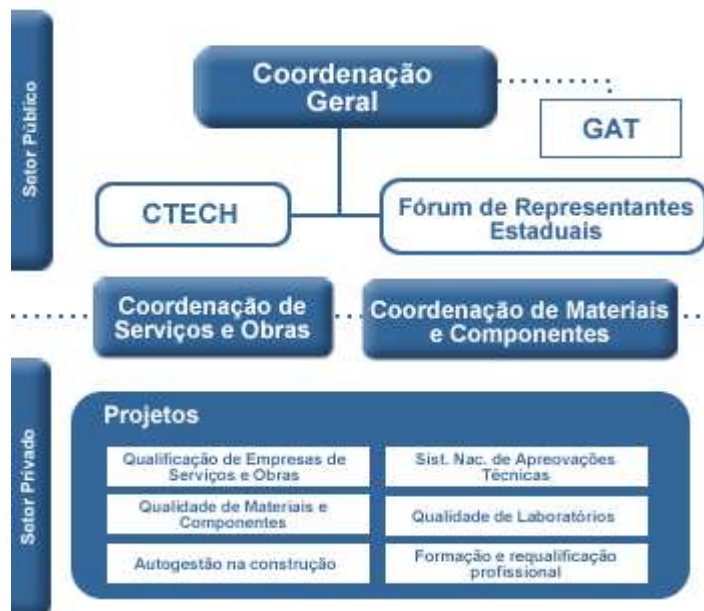 Setor Público
Coordenação
Geral
GAT
CTECH
Fórum de Representantes
Estaduais
Coordenação de
Serviços e Obras
Coordenação de Materiais
e Componentes
Setor Privado
Projetos
Qualificação de Empresas de
Serviços e Obras
Sist. Nac. de Apreovações
Técnicas
Qualidade de Materiais e
Componentes
Qualidade de Laboratórios
Autogestão na construção
Formação e requalificação
profissional